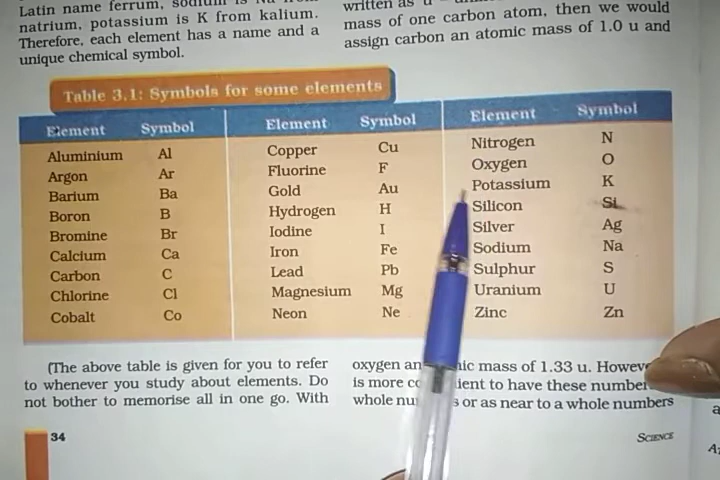 Latin name ferrum, sodium is Na from
natrium, potassium is K from kalium.
Therefore, each element has a name and a
unique chemical symbol.
written as
mass of one carbon atom, then we would
assign carbon an atomic mass of 1.0 u and
Table 3.1: Symbols for some elements
Element Symbol Element Symbol Element Symbol
Aluminium Al Copper Cu Nitrogen N
Argon Ar Fluorine F Oxygen O
Barium Ba Gold Au Potassium K
Boron B Hydrogen H Silicon Si
Bromine Br Iodine I Silver Ag
Calcium Ca Iron Fe Sodium Na
Carbon C Lead Pb Sulphur S
Chlorine Cl Magnesium Mg Uranium U
Cobalt Co Neon Ne Zinc Zn
(The above table is given for you to refer
to whenever you study about elements. Do
not bother to memorise all in one go. With
oxygen an mic mass of 1.33 u.
is more to have these
whole or as near to a whole numbers
34
SCIENCE